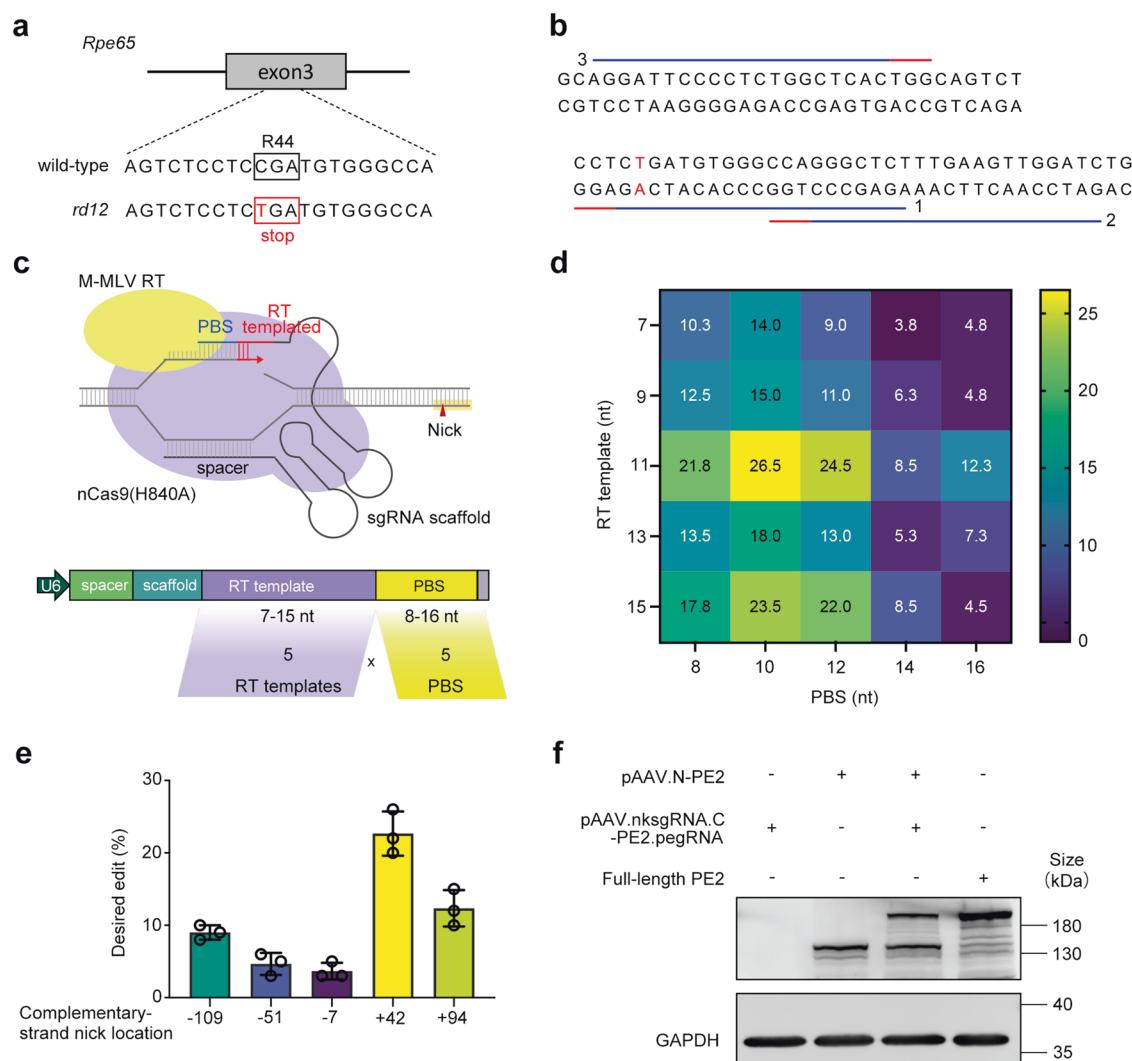 a
Rpe65
exon3
R44
wild-type AGTCTCCTCCGATGTGGGCCA
rd12 AGTCTCCTCTGATGTGGGCCA
stop
b
3
GCAGGATTCCCCTCTGGCTCACTGGCAGTCT
CGTCCTAAGGGGAGACCGAGTGACCGTCAGA
CCTCTGATGTGGGCCAGGGCTCTTTGAAGTTGGATCTG
GGAGACTACACCCGGTCCCGAGAAACTTCAACCTAGAC
1
2
c
M-MLV RT
RT
PBS templated
Nick
spacer
nCas9(H840A)
sgRNA scaffold
U6 spacer scaffold RT template PBS
7-15 nt 8-16 nt
5 x 5
RT templates PBS
d
RT template (nt)
7 10.3 14.0 9.0 3.8 4.8
9 12.5 15.0 11.0 6.3 4.8
11 21.8 26.5 24.5 8.5 12.3
13 13.5 18.0 13.0 5.3 7.3
15 17.8 23.5 22.0 8.5 4.5
8 10 12 14 16
PBS (nt)
25
20
15
10
5
0
e
Desired edit (%)
30
20
10
0
Complementary-
strand nick location
-109 -51 -7 +42 +94
f
pAAV.N-PE2 - + + -
pAAV.nksgRNA.C
-PE2.pegRNA + - + -
Full-length PE2 - - - +
Size
(kDa)
180
130
40
GAPDH
35